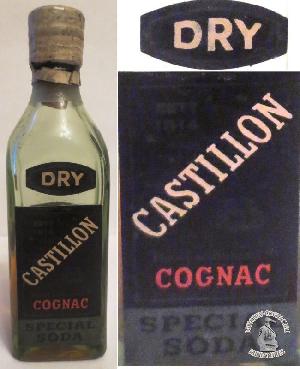 DRY
CASTILLON
COGNAC
SPECIAL
SODA
DRY
CASTILLON
COGNAC
SPECIAL
SODA